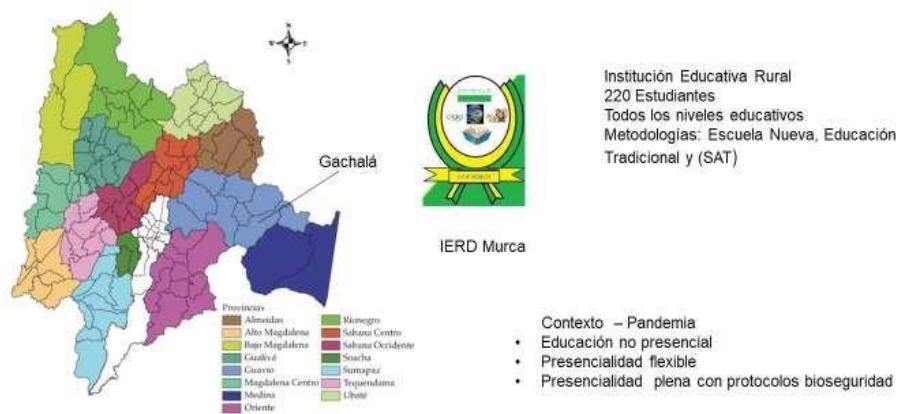 N
W E
S
Gachalá
Provincias
Almeidas
Alto Magdalena
Bajo Magdalena
Gualivá
Guavio
Magdalena Centro
Medina
Oriente
Rionegro
Sabana Centro
Sabana Occidente
Soacha
Sumapaz
Tequendama
Ubaté
IERD Murca
Institución Educativa Rural
220 Estudiantes
Todos los niveles educativos
Metodologías: Escuela Nueva, Educación
Tradicional y (SAT)
Contexto – Pandemia
• Educación no presencial
• Presencialidad flexible
• Presencialidad plena con protocolos bioseguridad